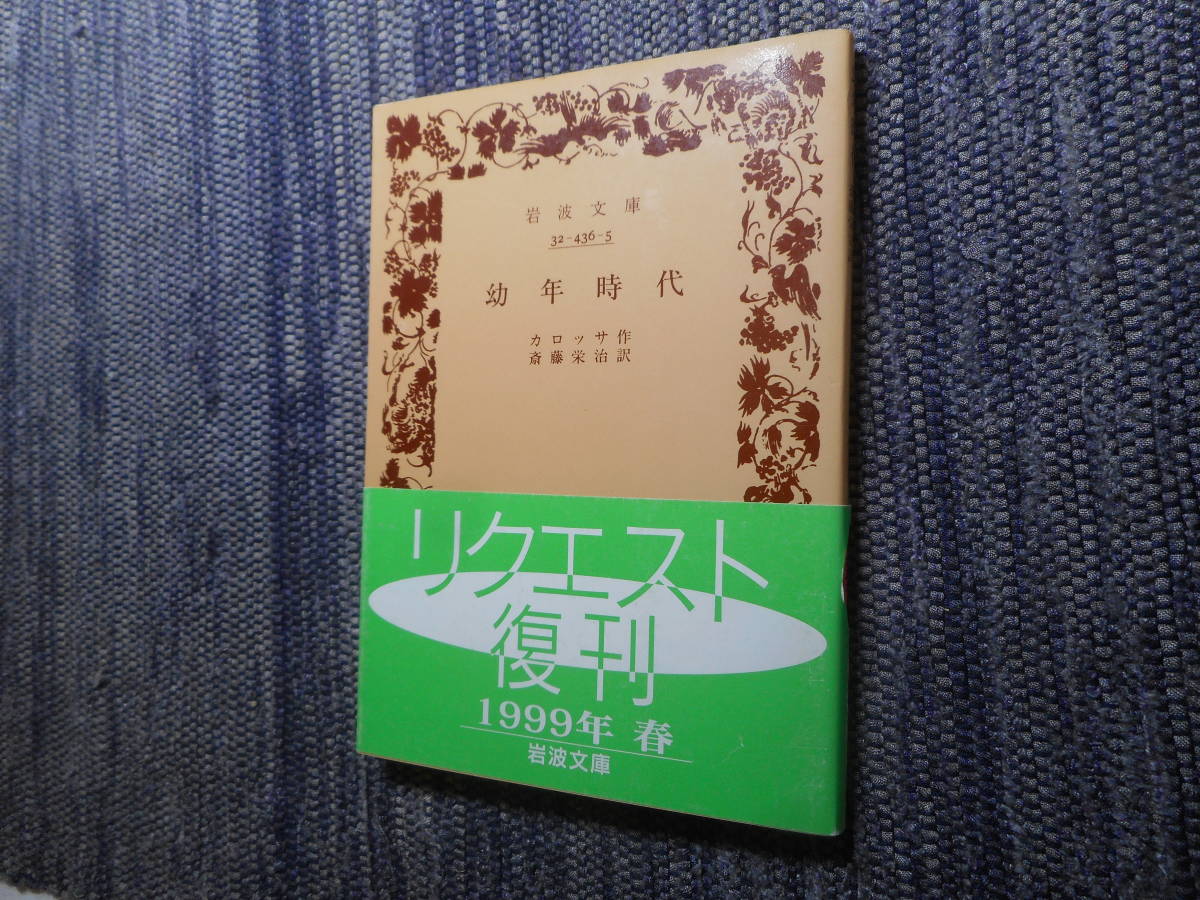 岩波文庫
32-436-5
幼年時代
カロッサ作
斎藤栄治訳
リクエスト
復刊
1999年 春
岩波文庫